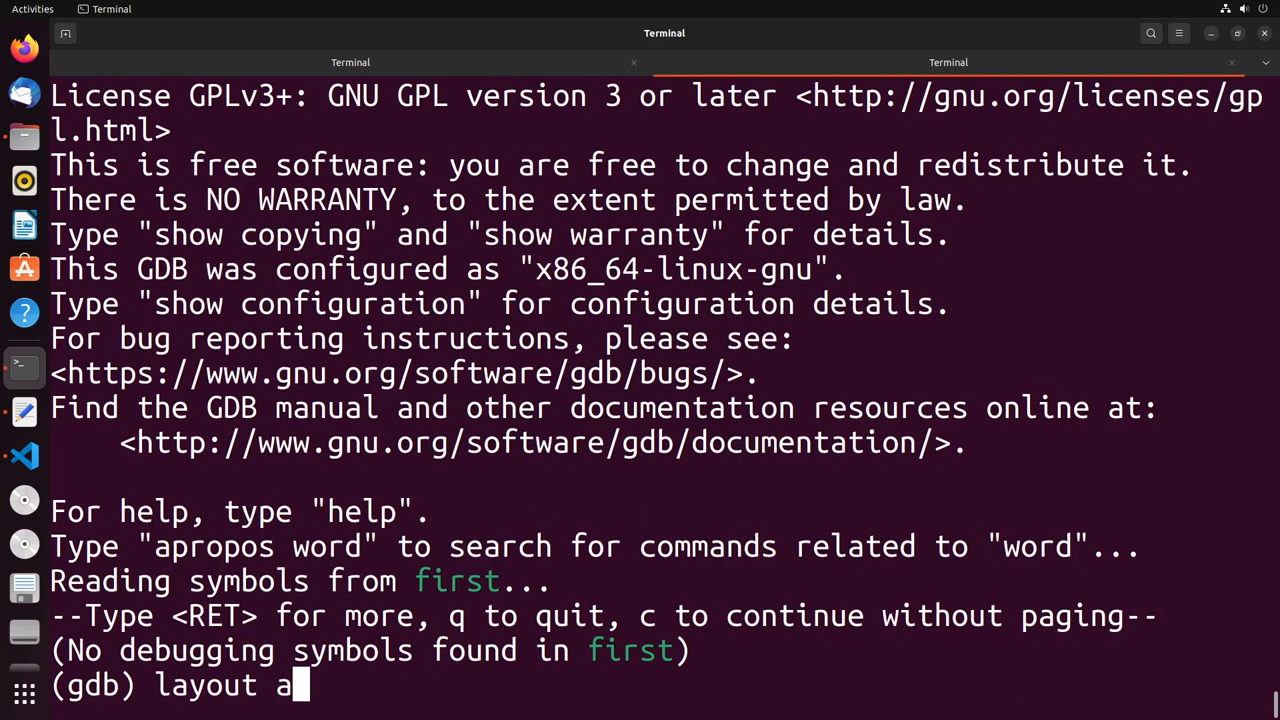 Activities Terminal
Terminal
Terminal Terminal
License GPLv3+: GNU GPL version 3 or later <http://gnu.org/licenses/gp
l.html>
This is free software: you are free to change and redistribute it.
There is NO WARRANTY, to the extent permitted by law.
Type "show copying" and "show warranty" for details.
This GDB was configured as "x86_64-linux-gnu".
Type "show configuration" for configuration details.
For bug reporting instructions, please see:
<https://www.gnu.org/software/gdb/bugs/>.
Find the GDB manual and other documentation resources online at:
    <http://www.gnu.org/software/gdb/documentation/>.
For help, type "help".
Type "apropos word" to search for commands related to "word"...
Reading symbols from first...
--Type <RET> for more, q to quit, c to continue without paging--
(No debugging symbols found in first)
(gdb) layout a